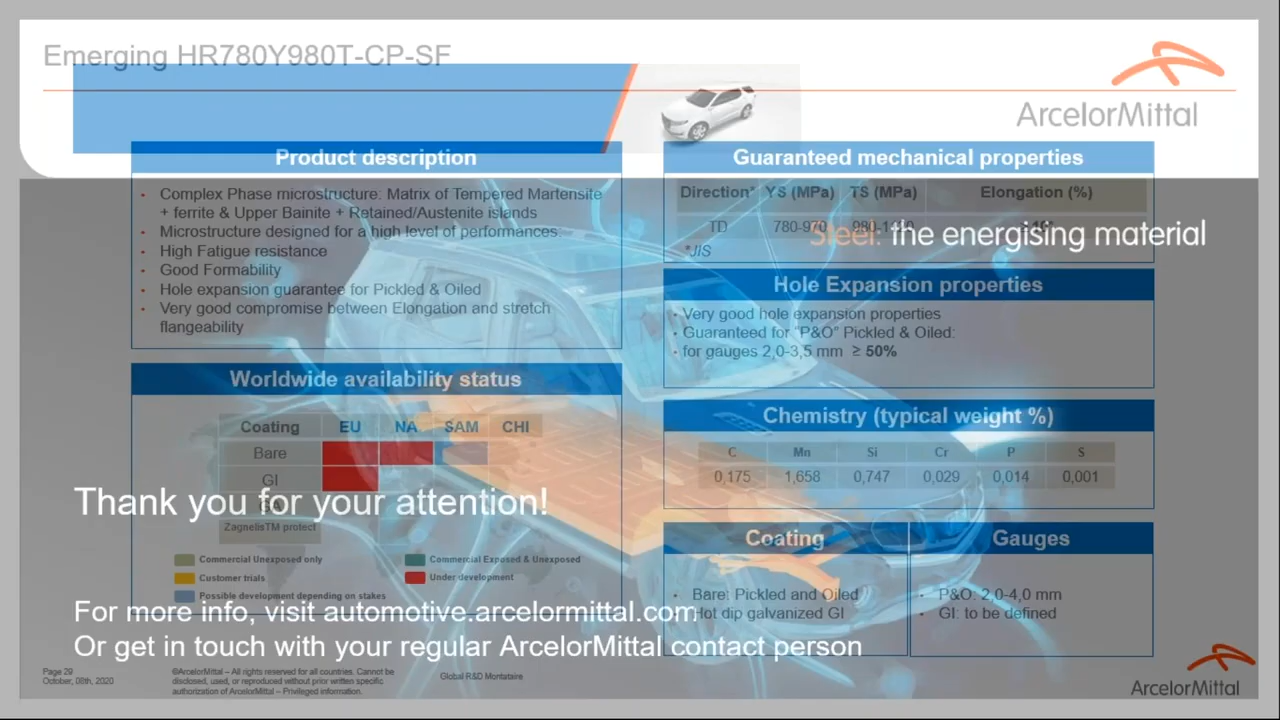 Emerging HR780Y980T-CP-SF
ArcelorMittal
Product description
• Complex Phase microstructure: Matrix of Tempered Martensite
+ ferrite & Upper Bainite + Retained/Austenite islands
• Microstructure designed for a high level of performances:
• High Fatigue resistance
• Good Formability
• Hole expansion guarantee for Pickled & Oiled
• Very good compromise between Elongation and stretch
flangeability
Guaranteed mechanical properties
Direction* YS (MPa) TS (MPa) Elongation (%)
TD 780-970
*JIS
Steel: the energising material
Hole Expansion properties
• Very good hole expansion properties
• Guaranteed for "P&O" Pickled & Oiled:
• for gauges 2,0-3,5 mm ≥ 50%
Worldwide availability status
Coating EU NA SAM CHI
Bare
GI
ZagnelisTM protect
Commercial Unexposed only
Commercial Exposed & Unexposed
Customer trials
Under development
Possible development depending on stakes
Chemistry (typical weight %)
C Mn Si Cr P S
0,175 1,658 0,747 0,029 0,014 0,001
Coating
• Bare: Pickled and Oiled
Hot dip galvanized GI
Gauges
• P&O: 2,0-4,0 mm
• GI: to be defined
Thank you for your attention!
For more info, visit automotive.arcelormittal.com
Or get in touch with your regular ArcelorMittal contact person
Page 29
October, 08th, 2020
©ArcelorMittal – All rights reserved for all countries. Cannot be
disclosed, used, or reproduced without prior written specific
authorization of ArcelorMittal – Privileged information.
Global R&D Montataire
ArcelorMittal